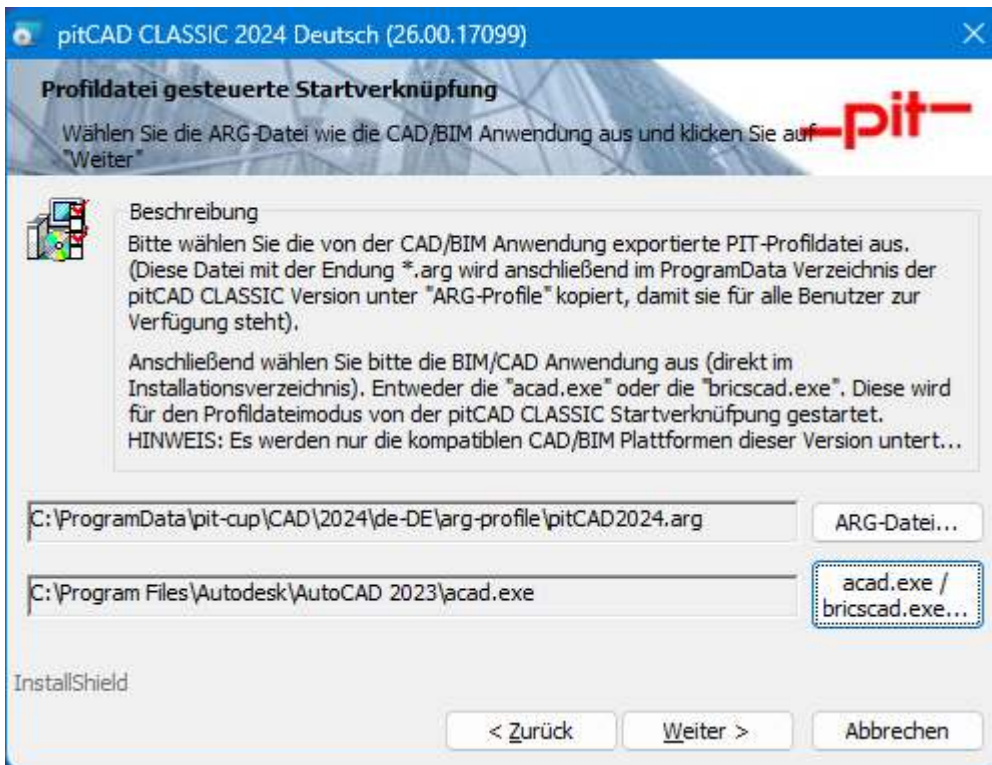 pitCAD CLASSIC 2024 Deutsch (26.00.17099)
Profildatei gesteuerte Startverknüpfung
Wählen Sie die ARG-Datei wie die CAD/BIM Anwendung aus und klicken Sie auf
"Weiter"
pit
Beschreibung
Bitte wählen Sie die von der CAD/BIM Anwendung exportierte PIT-Profildatei aus.
(Diese Datei mit der Endung *.arg wird anschließend im ProgramData Verzeichnis der
pitCAD CLASSIC Version unter "ARG-Profile" kopiert, damit sie für alle Benutzer zur
Verfügung steht).
Anschließend wählen Sie bitte die BIM/CAD Anwendung aus (direkt im
Installationsverzeichnis). Entweder die "acad.exe" oder die "bricscad.exe". Diese wird
für den Profildateimodus von der pitCAD CLASSIC Startverknüfpung gestartet.
HINWEIS: Es werden nur die kompatiblen CAD/BIM Plattformen dieser Version untert...
C:\ProgramData\pit-cup\CAD\2024\de-DE\arg-profile\pitCAD2024.arg
ARG-Datei...
C:\Program Files\Autodesk\AutoCAD 2023\acad.exe
acad.exe /
bricscad.exe...
InstallShield
< Zurück
Weiter >
Abbrechen